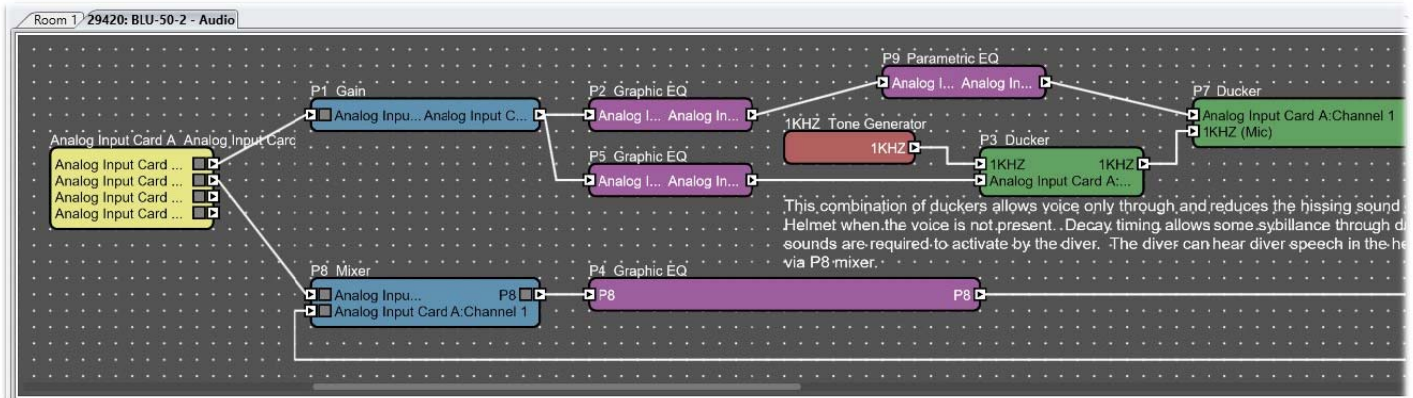 Room 1
29420: BLU-50-2 - Audio
P9 Parametric EQ
Analog I... Analog In...
P1 Gain
Analog Inpu... Analog Input C...
P2 Graphic EQ
Analog I... Analog In...
P7 Ducker
Analog Input Card A:Channel 1
1KHZ (Mic)
1KHZ Tone Generator
1KHZ
Analog Input Card A Analog Input Card
Analog Input Card ...
Analog Input Card ...
Analog Input Card ...
Analog Input Card ...
P5 Graphic EQ
Analog I... Analog In...
P3 Ducker
1KHZ 1KHZ
Analog Input Card A:...
This combination of duckers allows voice only through and reduces the hissing sound
Helmet when the voice is not present. . Decay timing allows some sybillance through
sounds are required to activate by the diver. The diver can hear diver speech in the
via P8 mixer.
P8 Mixer
Analog Inpu... P8
Analog Input Card A:Channel 1
P4 Graphic EQ
P8 P8